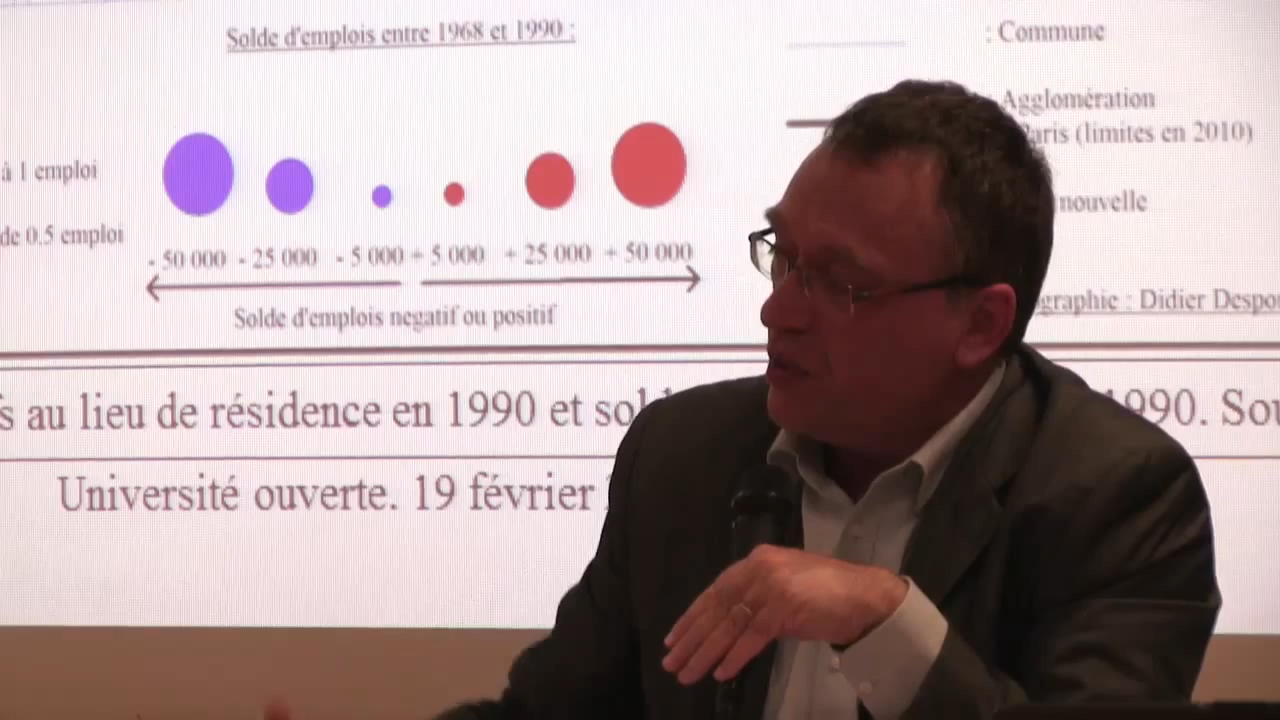 Solde d'emplois entre 1968 et 1990 :
: Commune
Agglomération
Paris (limites en 2010)
à 1 emploi
nouvelle
de 0.5 emploi
- 50 000 - 25 000 - 5 000 + 5 000 + 25 000 + 50 000
Solde d'emplois negatif ou positif
graphie : Didier Despon
s au lieu de résidence en 1990 et sol 1990. Sou
Université ouverte. 19 février